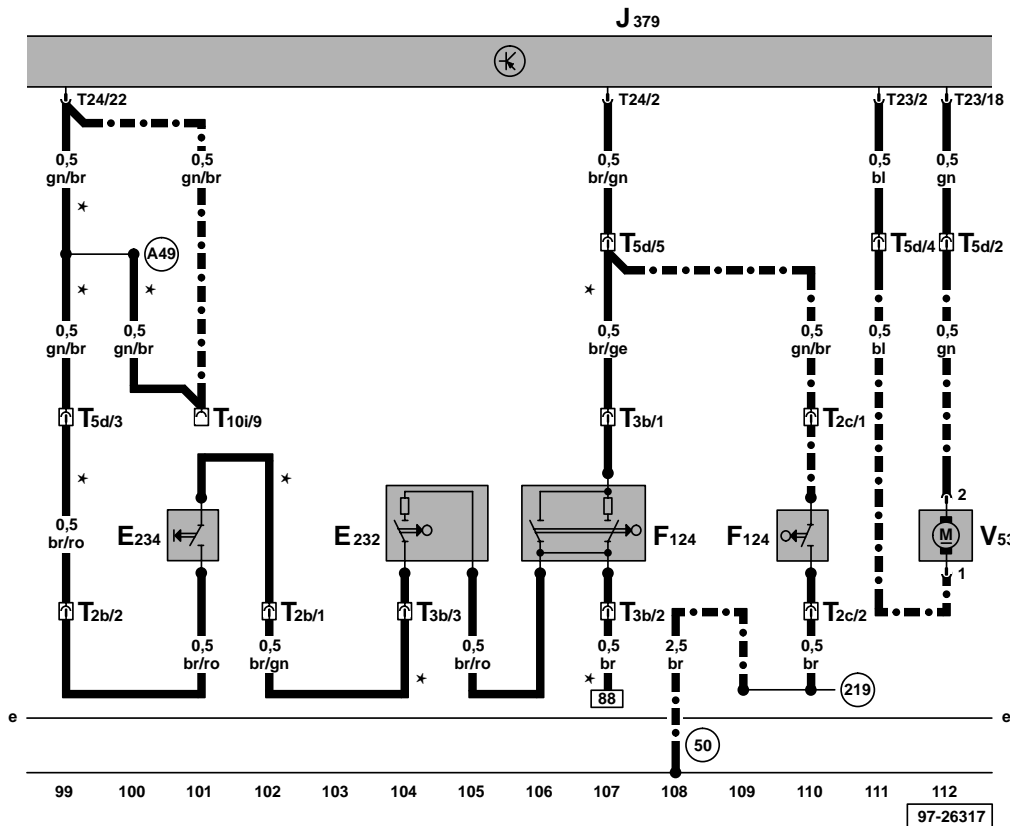 J379
T24/22
T24/2
T23/2
T23/18
0,5
gn/br
0,5
gn/br
0,5
br/gn
0,5
bl
0,5
gn
*
A49
T5d/5
T5d/4
T5d/2
*
*
*
0,5
gn/br
0,5
gn/br
0,5
br/ge
0,5
gn/br
0,5
bl
0,5
gn
T5d/3
T10i/9
T3b/1
T2c/1
*
*
2
0,5
br/ro
E234
E232
F124
F124
M
V53
1
T2b/2
T2b/1
T3b/3
T3b/2
T2c/2
0,5
br/ro
0,5
br/gn
0,5
br/ro
0,5
br
2,5
br
0,5
br
*
*
88
219
e
e
50
99 100 101 102 103 104 105 106 107 108 109 110 111 112
97-26317